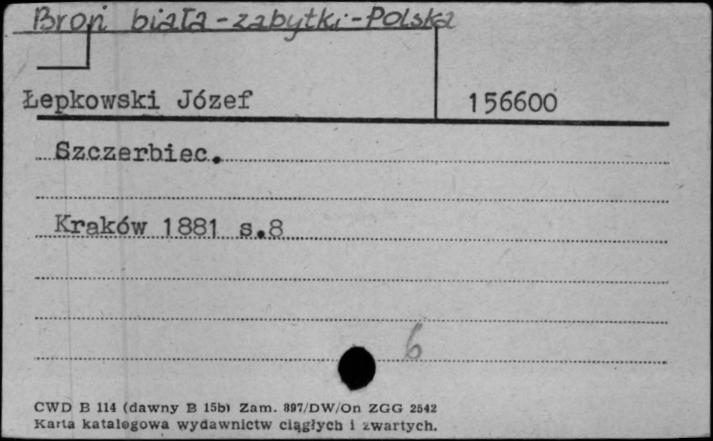 Broń biała-zabytki-Polska
Łepkowski Józef 156600
Szczerbiec.
Kraków 1881 s.8
6
CWD B 114 (dawny B 15b) Zam. 897/DW/On ZGG 2542
Karta katalogowa wydawnictw ciągłych i zwartych.